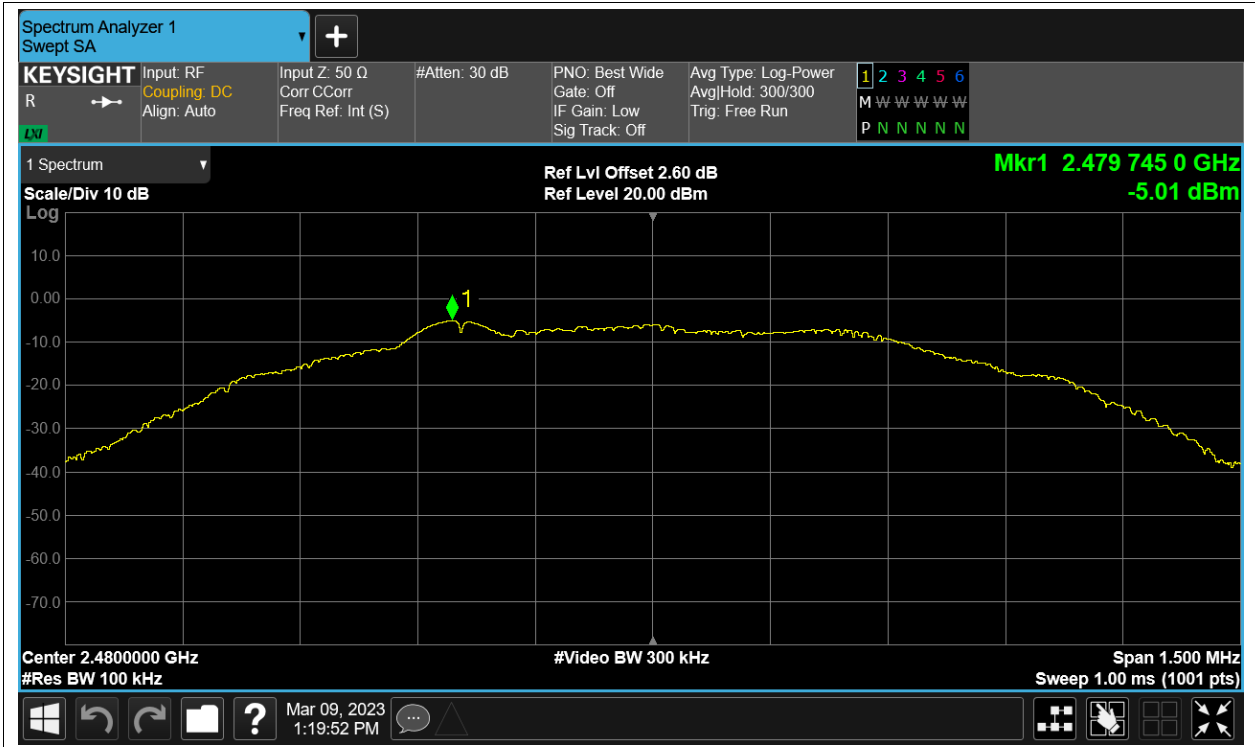 Spectrum Analyzer 1
Swept SA
KEYSIGHT
R
LXI
Input: RF
Coupling: DC
Align: Auto
Input Z: 50 Ω
Corr CCorr
Freq Ref: Int (S)
#Atten: 30 dB
PNO: Best Wide
Gate: Off
IF Gain: Low
Sig Track: Off
Avg Type: Log-Power
Avg|Hold: 300/300
Trig: Free Run
1 2 3 4 5 6
M W W W W W
P N N N N N
1 Spectrum
Scale/Div 10 dB
Log
Ref Lvl Offset 2.60 dB
Ref Level 20.00 dBm
Mkr1 2.479 745 0 GHz
-5.01 dBm
10.0
0.00
-10.0
-20.0
-30.0
-40.0
-50.0
-60.0
-70.0
1
Center 2.4800000 GHz
#Res BW 100 kHz
#Video BW 300 kHz
Span 1.500 MHz
Sweep 1.00 ms (1001 pts)
?
Mar 09, 2023
1:19:52 PM